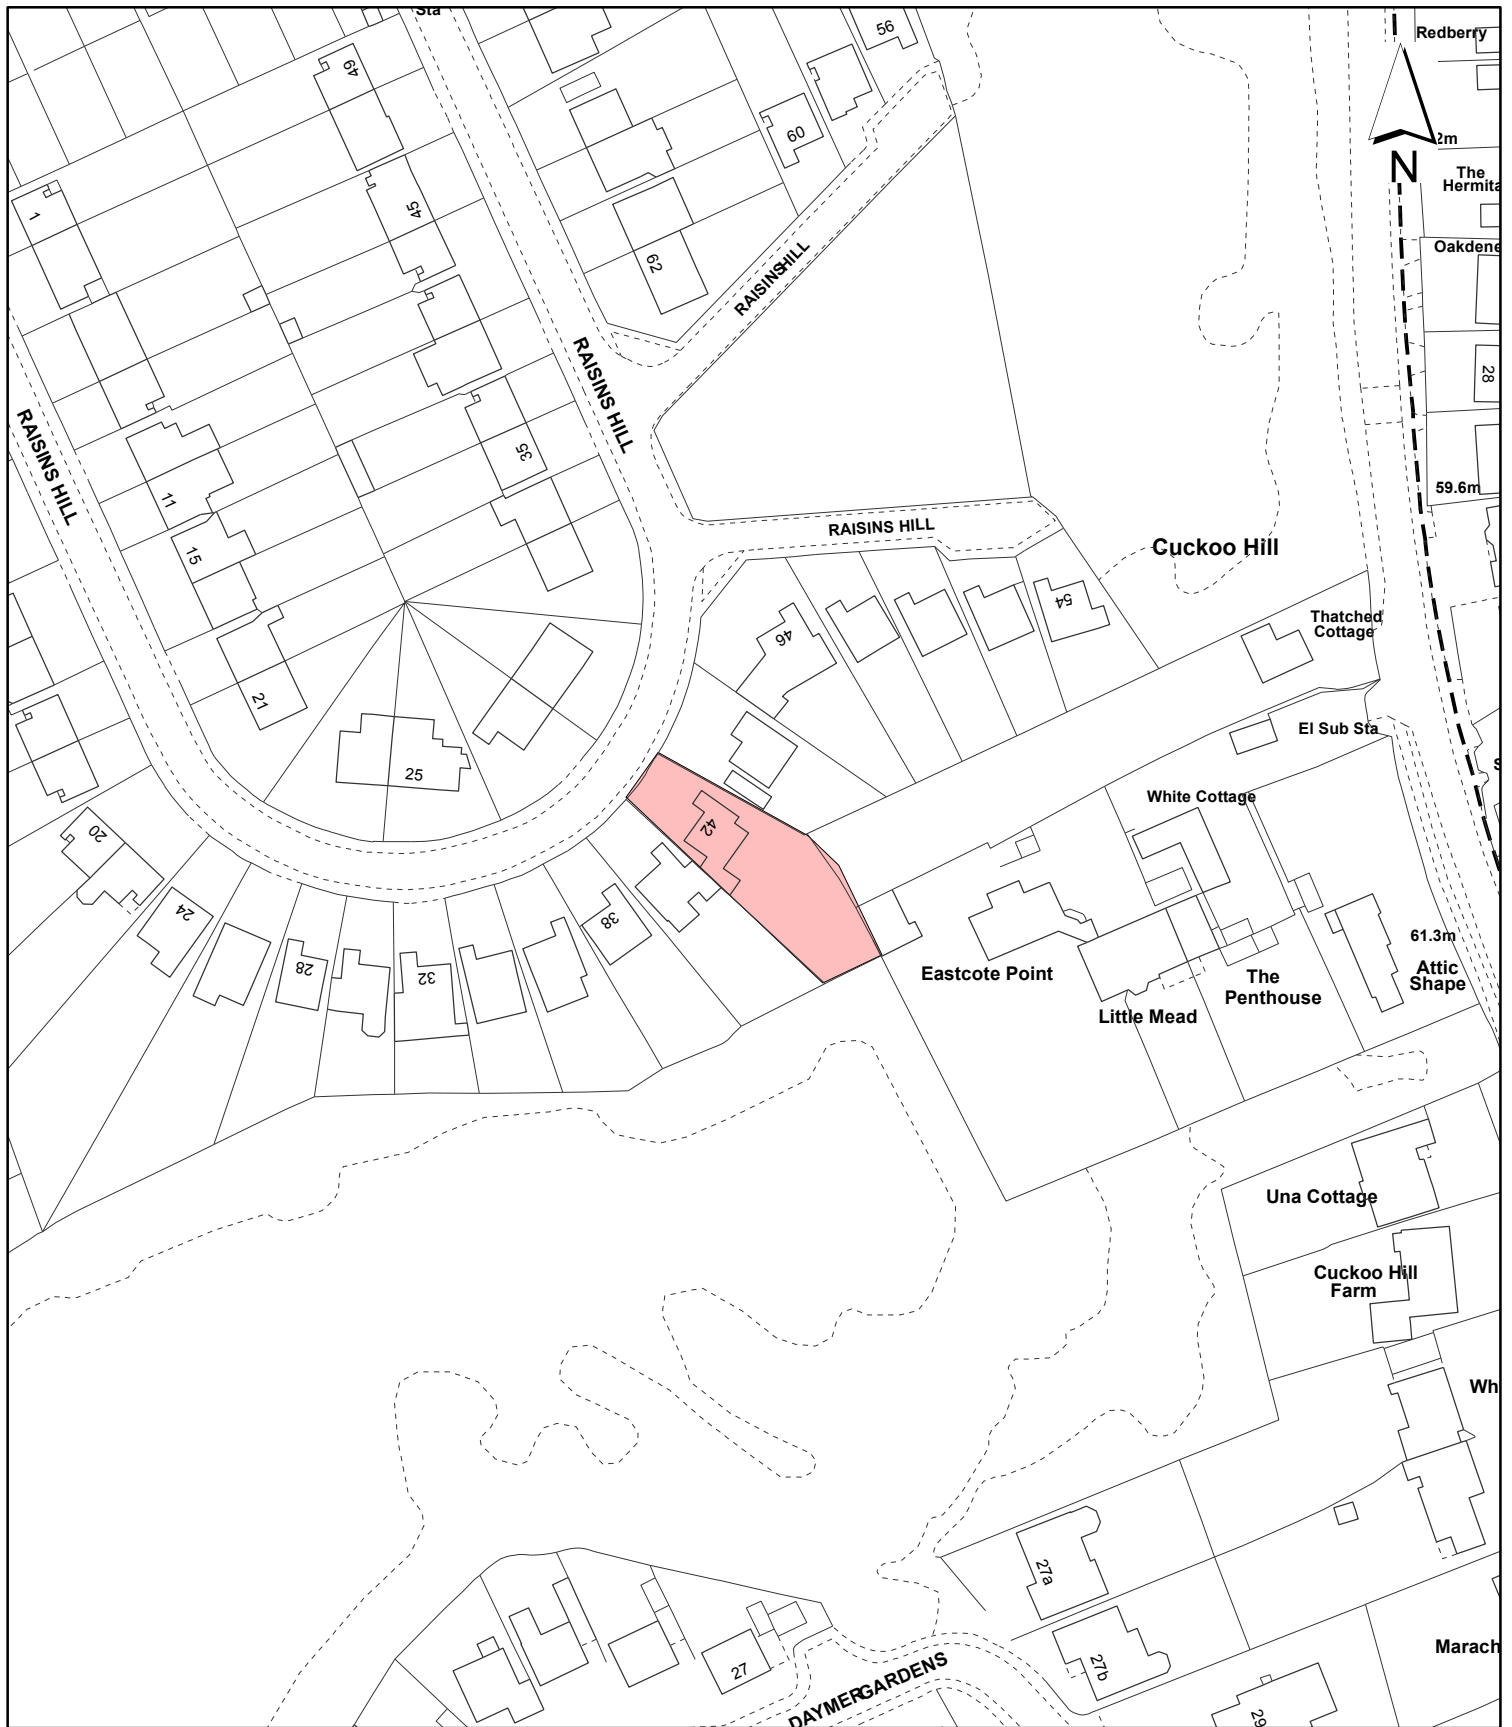 Sta
56
Redberry
49
60
2m
N
The
Hermita
1
45
Oakdene
62
RAISINS HILL
RAISINS HILL
28
RAISINS HILL
35
59.6m
11
RAISINS HILL
15
Cuckoo Hill
54
Thatched
Cottage
46
21
El Sub Sta
25
White Cottage
20
42
24
38
61.3m
Attic
Shape
28
32
Eastcote Point
The
Penthouse
Little Mead
Una Cottage
Cuckoo Hill
Farm
Wh
27a
27
27b
Marach
DAYMER GARDENS
29
S